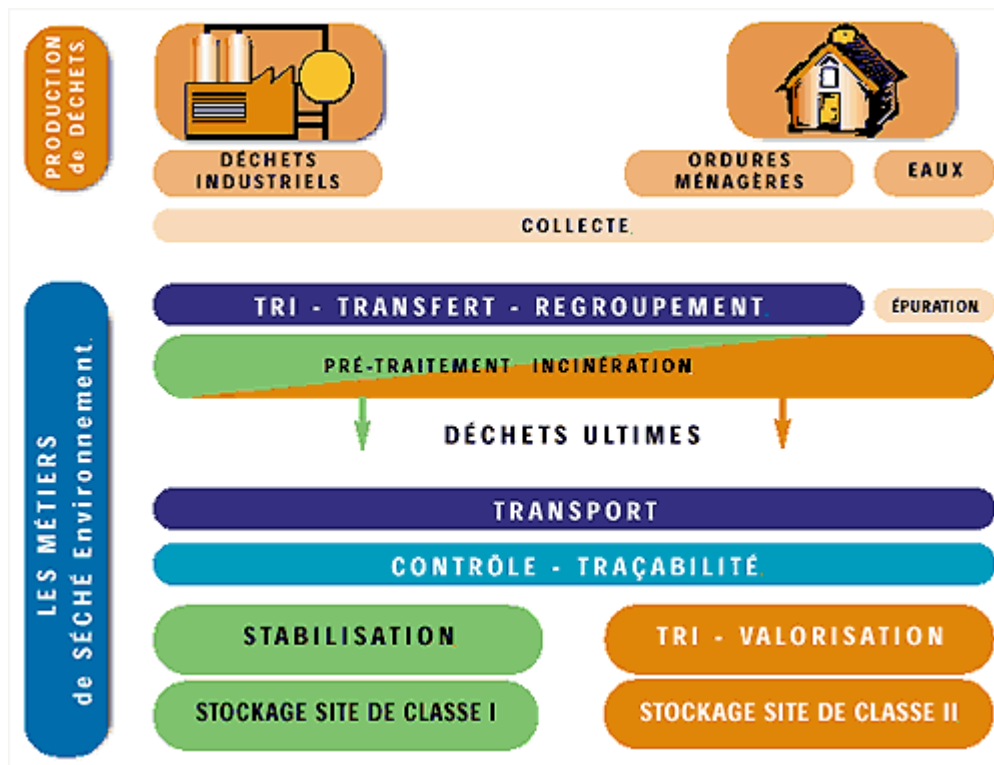 PRODUCTION
de DÉCHETS
DÉCHETS
INDUSTRIELS
ORDURES
MÉNAGÈRES
EAUX
COLLECTE
LES MÉTIERS
de SÉCHÉ Environnement
TRI - TRANSFERT - REGROUPEMENT
ÉPURATION
PRÉ-TRAITEMENT INCINÉRATION
DÉCHETS ULTIMES
TRANSPORT
CONTRÔLE - TRAÇABILITÉ
STABILISATION
TRI - VALORISATION
STOCKAGE SITE DE CLASSE I
STOCKAGE SITE DE CLASSE II